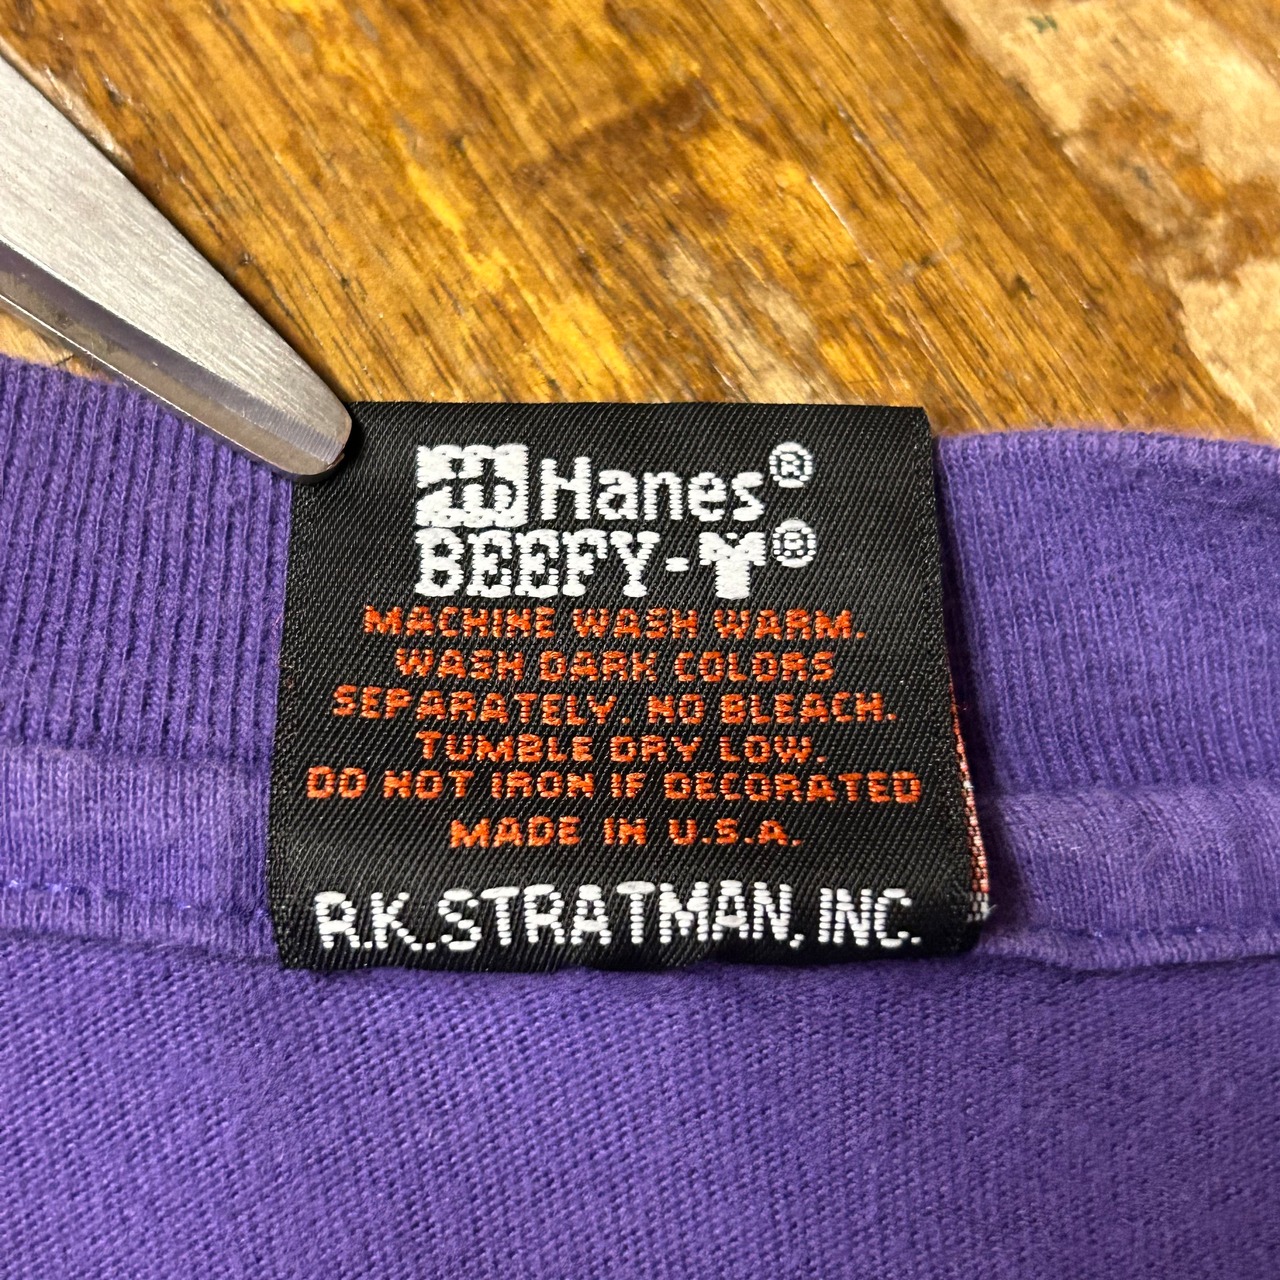 Hanes®
BEEFY-T®
MACHINE WASH WARM.
WASH DARK COLORS
SEPARATELY. NO BLEACH.
TUMBLE DRY LOW.
DO NOT IRON IF DECORATED
MADE IN U.S.A.
R.K. STRATMAN, INC.